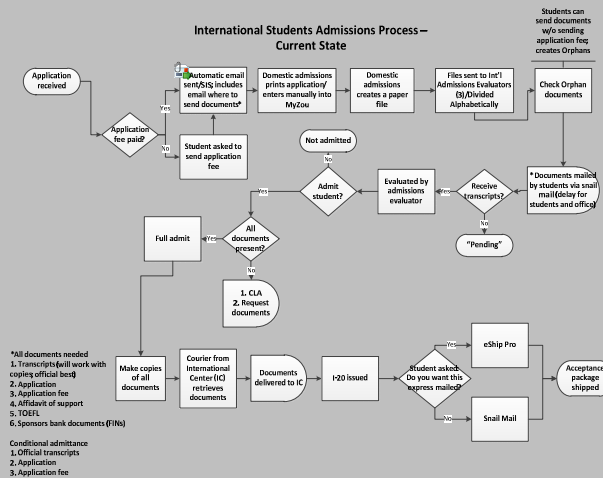 Students can
send documents
w/o sending
application fee;
creates Orphans
International Students Admissions Process –
Current State
Application
received
Automatic email
sent/SIS; includes
email where to
send documents*
Domestic admissions
prints application/
enters manually into
MyZou
Domestic
admissions
creates a paper
file
Files sent to Int'l
Admissions Evaluators
(3)/Divided
Alphabetically
Check Orphan
documents
Yes
Application
fee paid?
No
Student asked to
send application
fee
Not admitted
No
Admit
student?
Yes
Evaluated by
admissions
evaluator
Yes
Receive
transcripts?
No
"Pending"
*Documents mailed
by students via snail
mail (delay for
students and office)
Full admit
Yes
All
documents
present?
No
1. CLA
2. Request
documents
*All documents needed
1. Transcripts (will work with
copies; official best)
2. Application
3. Application fee
4. Affidavit of support
5. TOEFL
6. Sponsors bank documents (FINs)
Make copies
of all
documents
Courier from
International
Center (IC)
retrieves
documents
Documents
delivered to IC
I-20 issued
Student asked:
Do you want this
express mailed?
Yes
eShip Pro
No
Snail Mail
Acceptance
package
shipped
Conditional admittance
1. Official transcripts
2. Application
3. Application fee